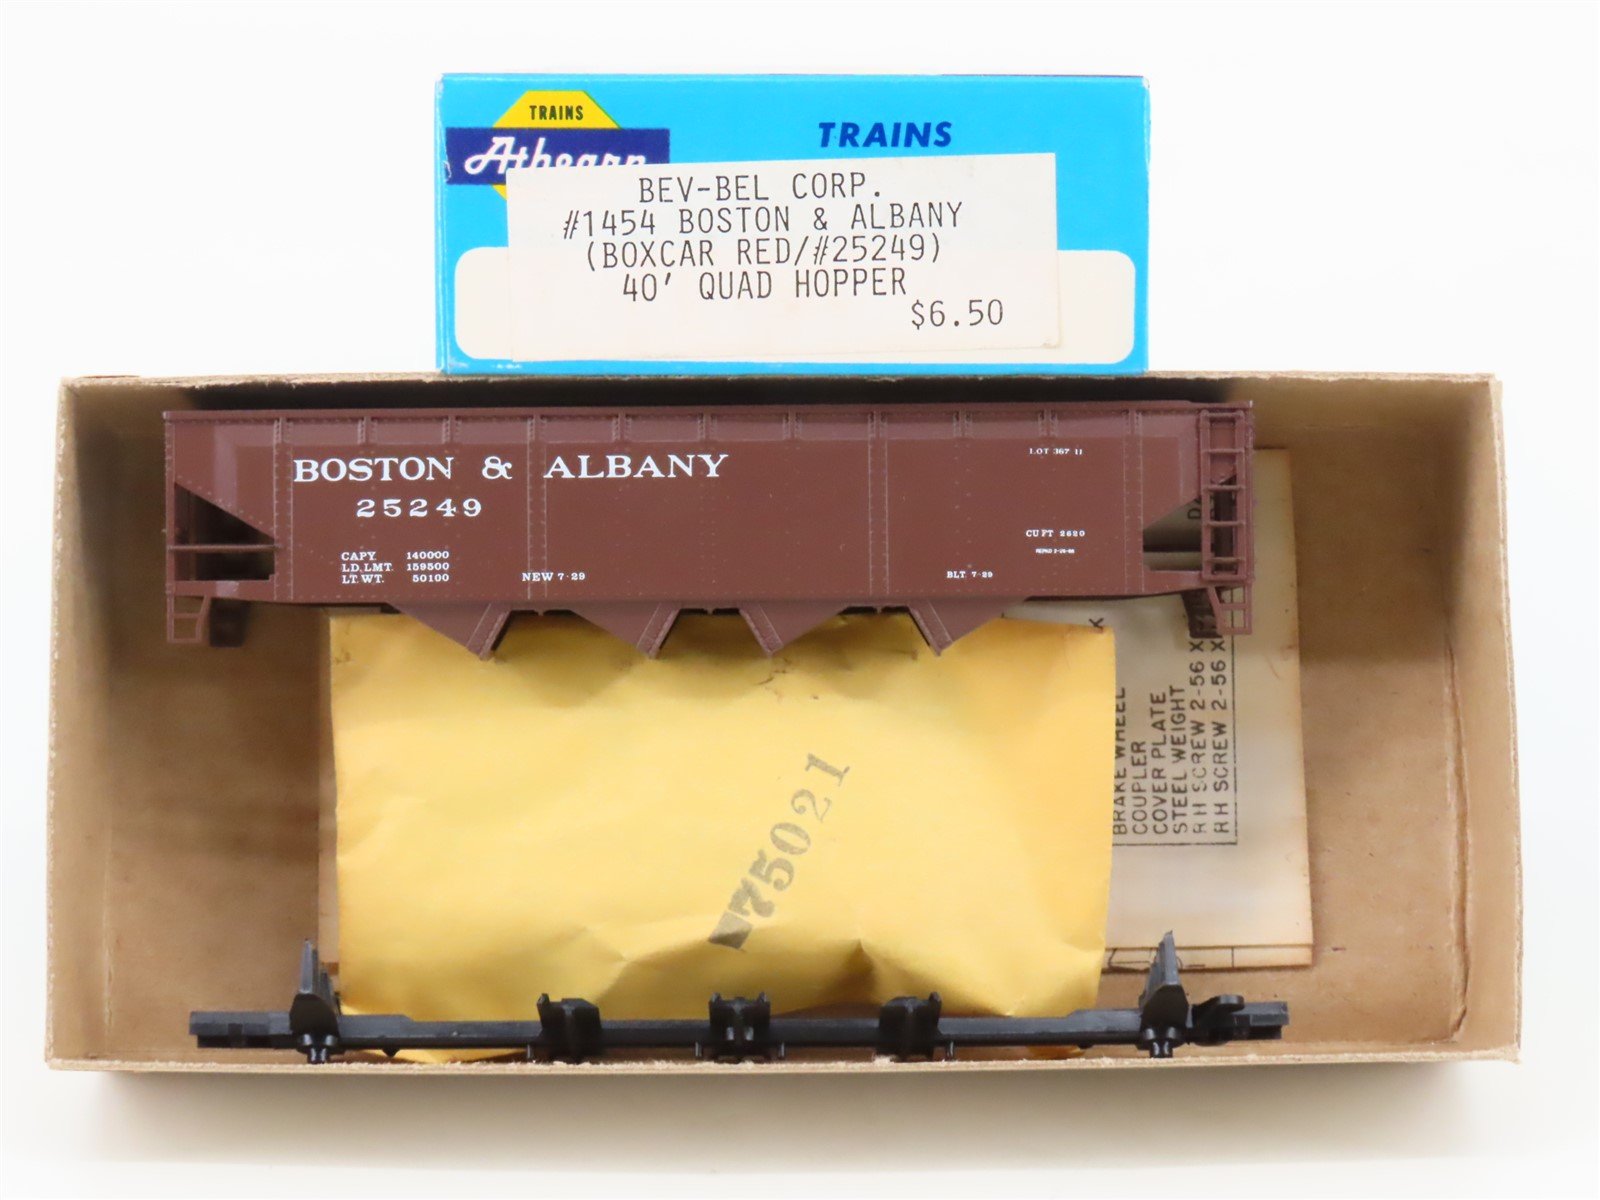 TRAINS
Athearn
TRAINS
BEV-BEL CORP.
#1454 BOSTON & ALBANY
(BOXCAR RED/#25249)
40' QUAD HOPPER
$6.50
BOSTON & ALBANY
25249
CAPY. 140000
LD. LMT. 159500
LT. WT. 50100
NEW 7-29
LOT 367 H
CU FT 2620
BLT. 7-29
75021
BRAKE WHEEL
COUPLER
COVER PLATE
STEEL WEIGHT
RH SCREW 2-56 X
RH SCREW 2-56 X